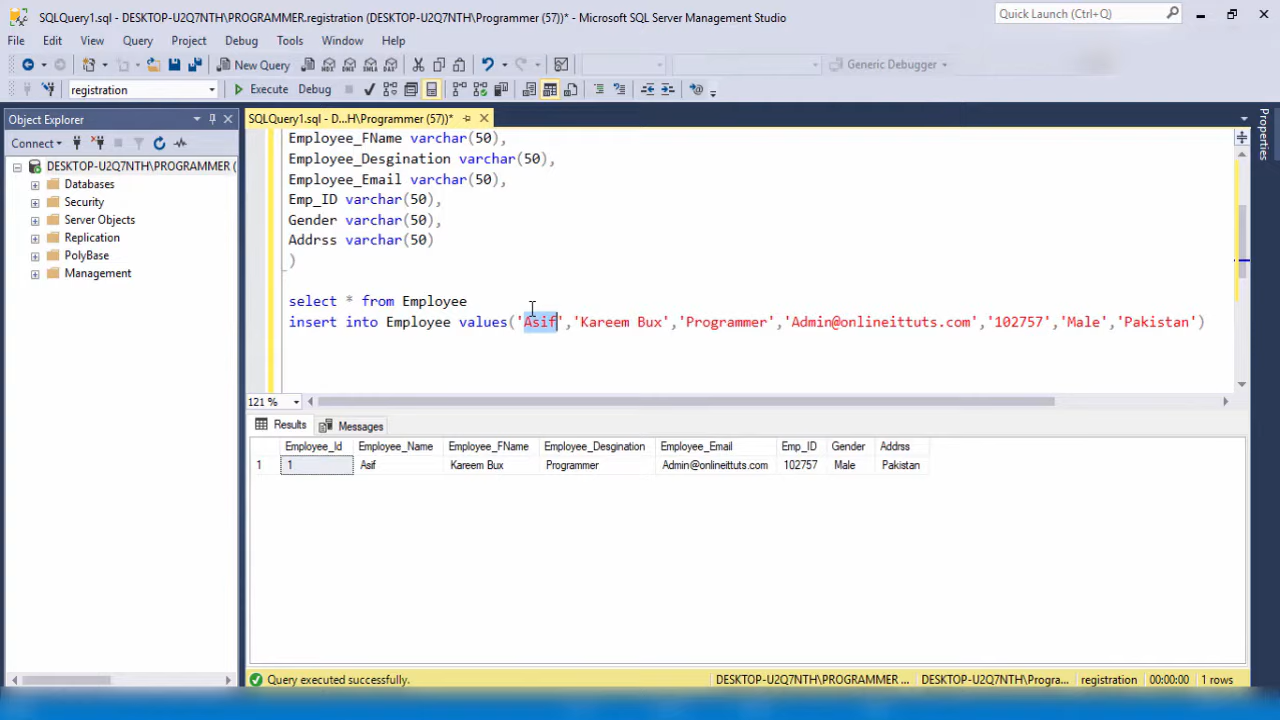 SQLQuery1.sql - DESKTOP-U2Q7NTH\PROGRAMMER.registration (DESKTOP-U2Q7NTH\Programmer (57))* - Microsoft SQL Server Management Studio
Quick Launch (Ctrl+Q)
File Edit View Query Project Debug Tools Window Help
New Query
Generic Debugger
registration
Execute Debug
Object Explorer
SQLQuery1.sql - D...H\Programmer (57))*
Properties
Connect
DESKTOP-U2Q7NTH\PROGRAMMER (
Databases
Security
Server Objects
Replication
PolyBase
Management
Employee_FName varchar(50),
Employee_Desgination varchar(50),
Employee_Email varchar(50),
Emp_ID varchar(50),
Gender varchar(50),
Addrss varchar(50)
)
select * from Employee
insert into Employee values('Asif','Kareem Bux','Programmer','Admin@onlineittuts.com','102757','Male','Pakistan')
121 %
Results Messages
Employee_Id Employee_Name Employee_FName Employee_Desgination Employee_Email Emp_ID Gender Addrss
1 1 Asif Kareem Bux Programmer Admin@onlineittuts.com 102757 Male Pakistan
Query executed successfully.
DESKTOP-U2Q7NTH\PROGRAMMER ... DESKTOP-U2Q7NTH\Progra... registration 00:00:00 1 rows